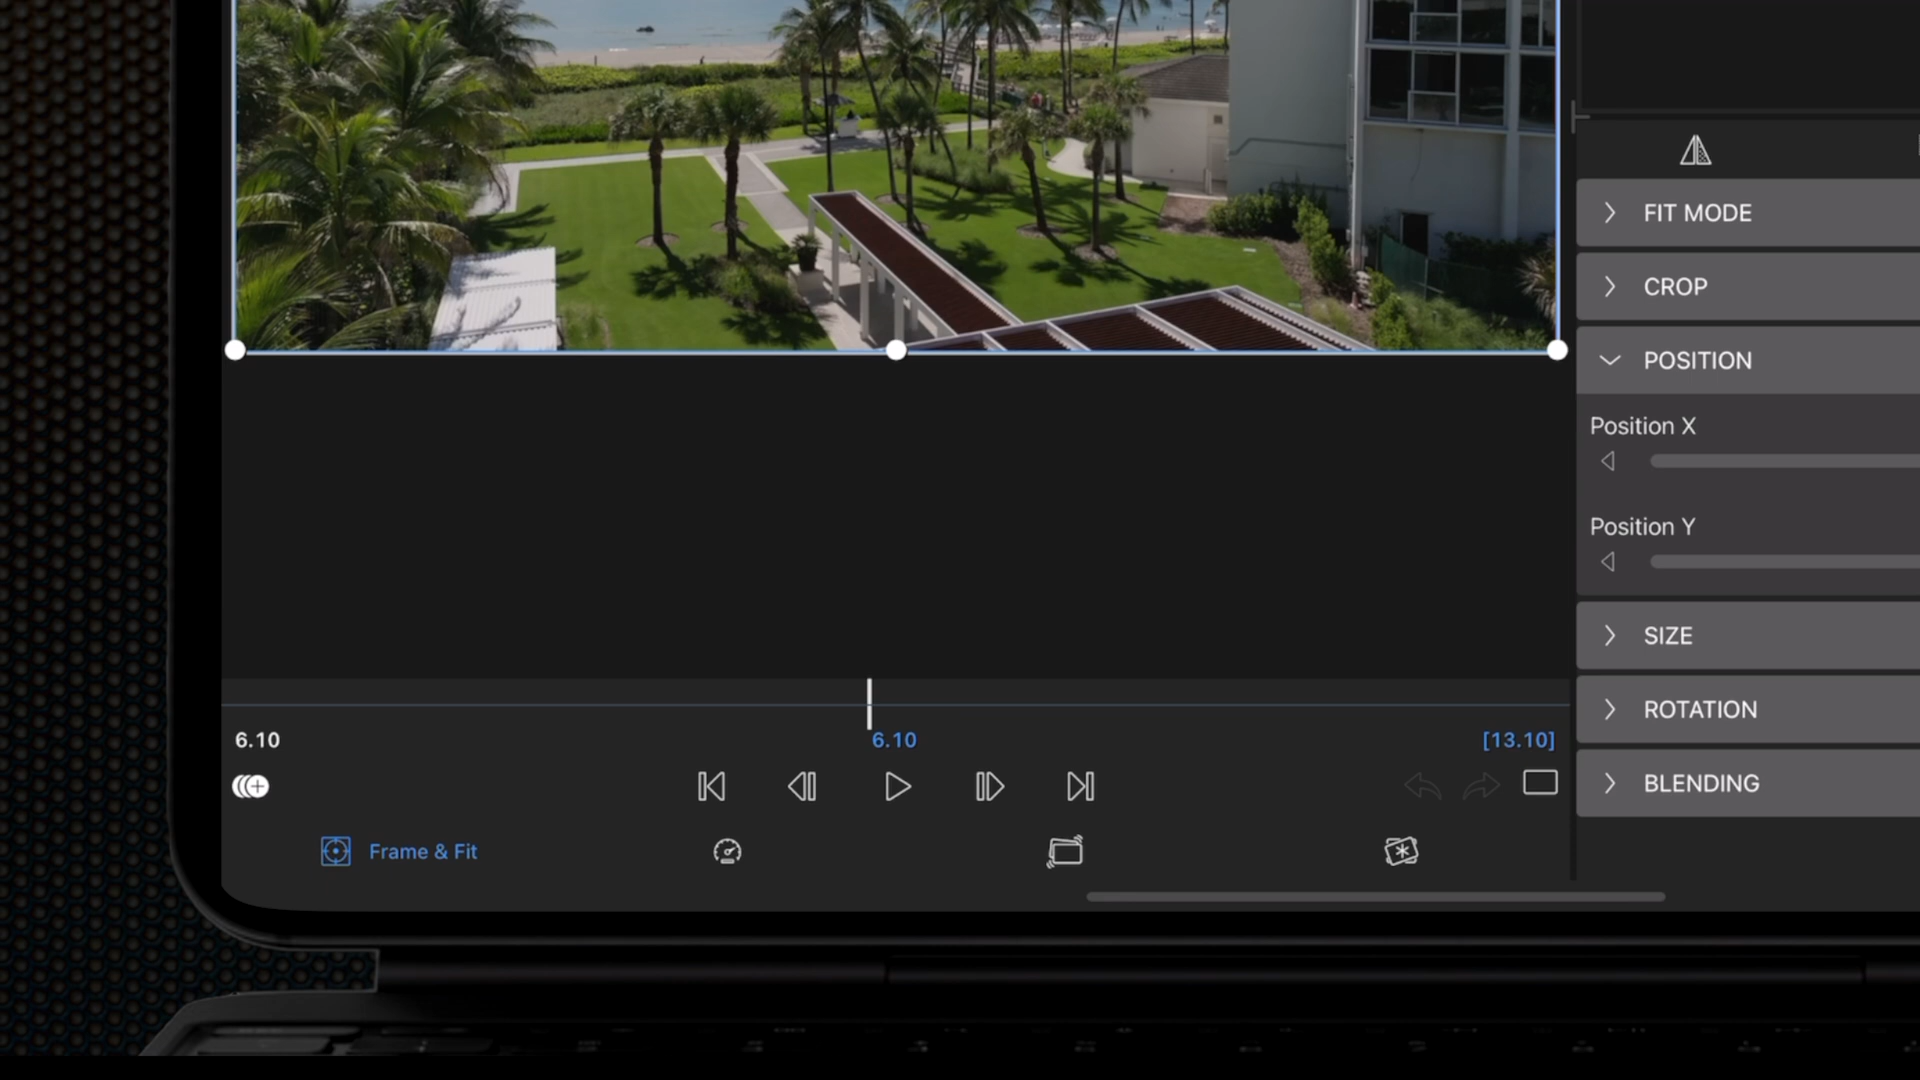 FIT MODE
CROP
POSITION
Position X
Position Y
SIZE
ROTATION
BLENDING
6.10
6.10
[13.10]
Frame & Fit